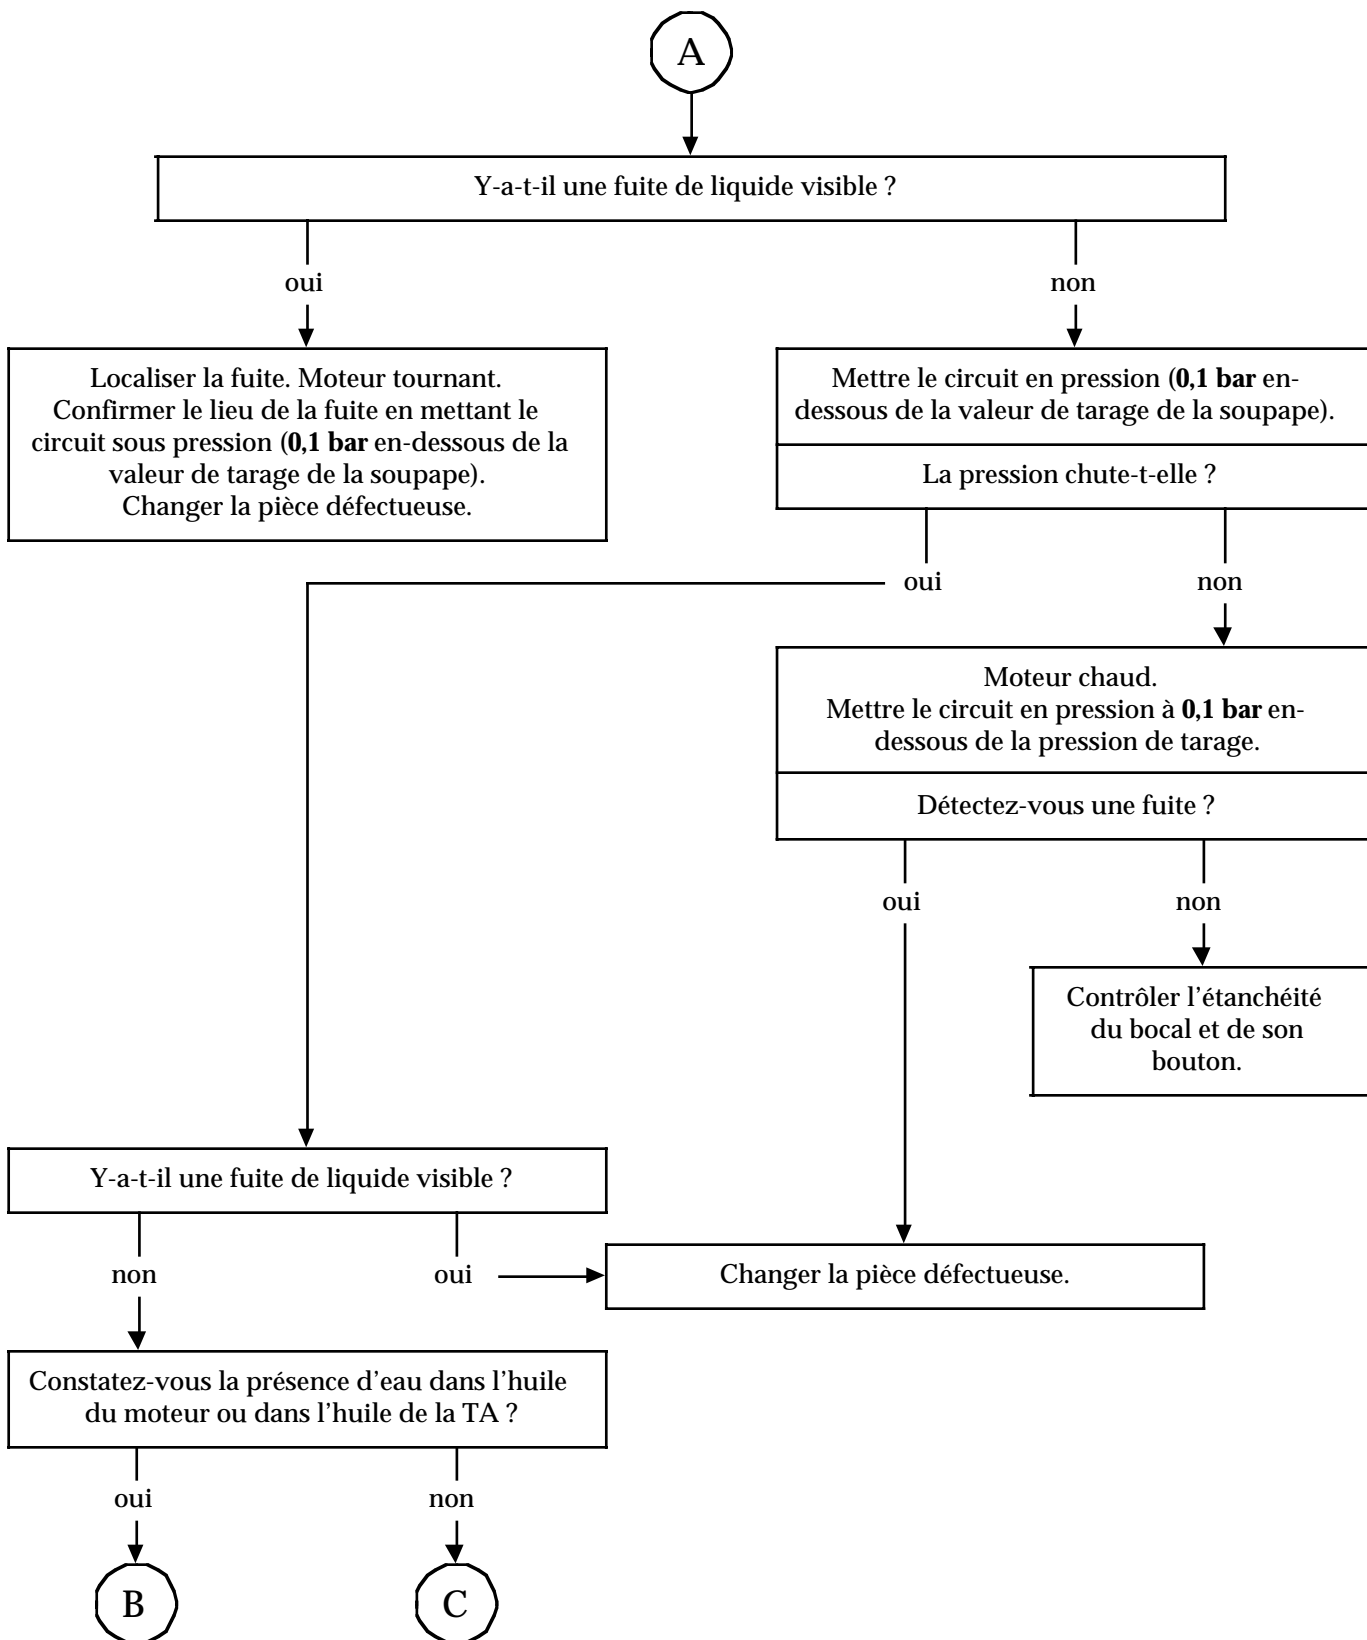 A
Y-a-t-il une fuite de liquide visible ?
oui
non
Localiser la fuite. Moteur tournant.
Confirmer le lieu de la fuite en mettant le
circuit sous pression (0,1 bar en-dessous de la
valeur de tarage de la soupape).
Changer la pièce défectueuse.
Mettre le circuit en pression (0,1 bar en-
dessous de la valeur de tarage de la soupape).
La pression chute-t-elle ?
oui
non
Moteur chaud.
Mettre le circuit en pression à 0,1 bar en-
dessous de la pression de tarage.
Détectez-vous une fuite ?
oui
non
Contrôler l’étanchéité
du bocal et de son
bouton.
Y-a-t-il une fuite de liquide visible ?
non
oui
Changer la pièce défectueuse.
Constatez-vous la présence d’eau dans l’huile
du moteur ou dans l’huile de la TA ?
oui
non
B
C